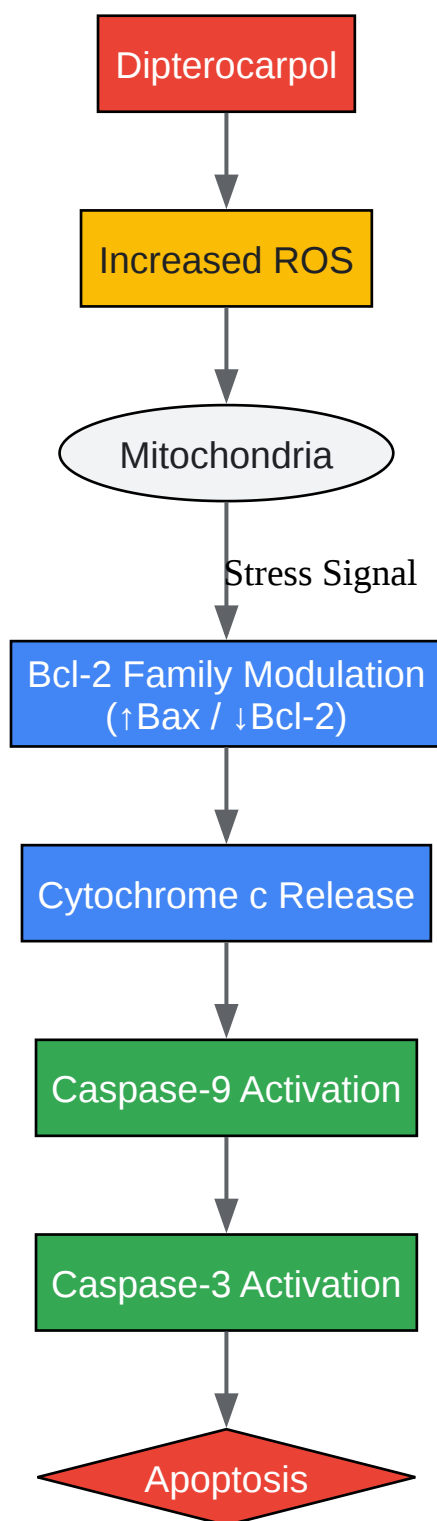 Dipterocarpol
Increased ROS
Mitochondria
Stress Signal
Bcl-2 Family Modulation
(↑Bax / ↓Bcl-2)
Cytochrome c Release
Caspase-9 Activation
Caspase-3 Activation
Apoptosis